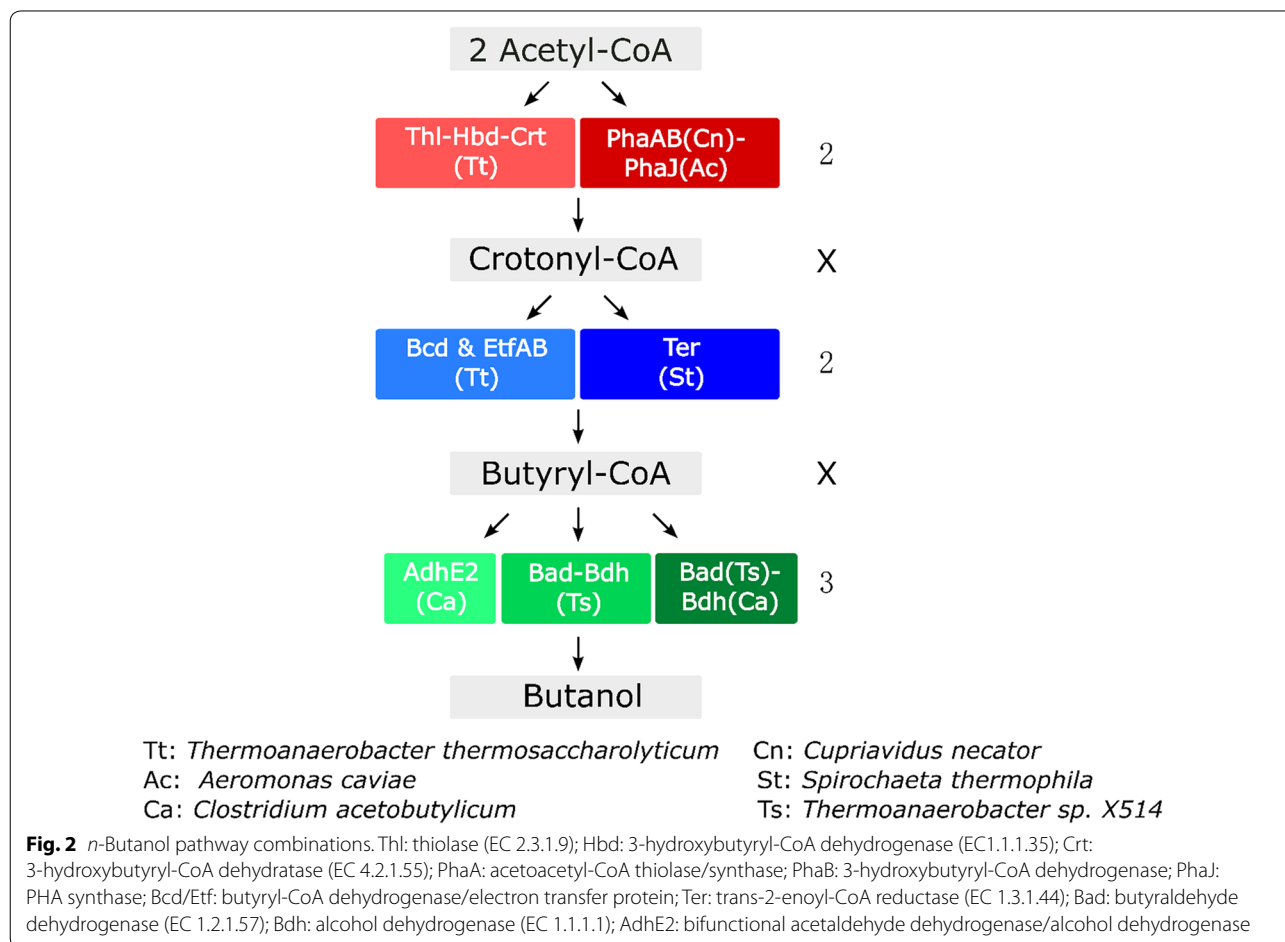 2 Acetyl-CoA
Thl-Hbd-Crt
(Tt)
PhaAB(Cn)-
PhaJ(Ac)
2
Crotonyl-CoA
X
Bcd & EtfAB
(Tt)
Ter
(St)
2
Butyryl-CoA
X
AdhE2
(Ca)
Bad-Bdh
(Ts)
Bad(Ts)-
Bdh(Ca)
3
Butanol
Tt: Thermoanaerobacter thermosaccharolyticum
Cn: Cupriavidus necator
Ac: Aeromonas caviae
St: Spirochaeta thermophila
Ca: Clostridium acetobutylicum
Ts: Thermoanaerobacter sp. X514
Fig. 2 n-Butanol pathway combinations. Thl: thiolase (EC 2.3.1.9); Hbd: 3-hydroxybutyryl-CoA dehydrogenase (EC1.1.1.35); Crt:
3-hydroxybutyryl-CoA dehydratase (EC 4.2.1.55); PhaA: acetoacetyl-CoA thiolase/synthase; PhaB: 3-hydroxybutyryl-CoA dehydrogenase; PhaJ:
PHA synthase; Bcd/Etf: butyryl-CoA dehydrogenase/electron transfer protein; Ter: trans-2-enoyl-CoA reductase (EC 1.3.1.44); Bad: butyraldehyde
dehydrogenase (EC 1.2.1.57); Bdh: alcohol dehydrogenase (EC 1.1.1.1); AdhE2: bifunctional acetaldehyde dehydrogenase/alcohol dehydrogenase